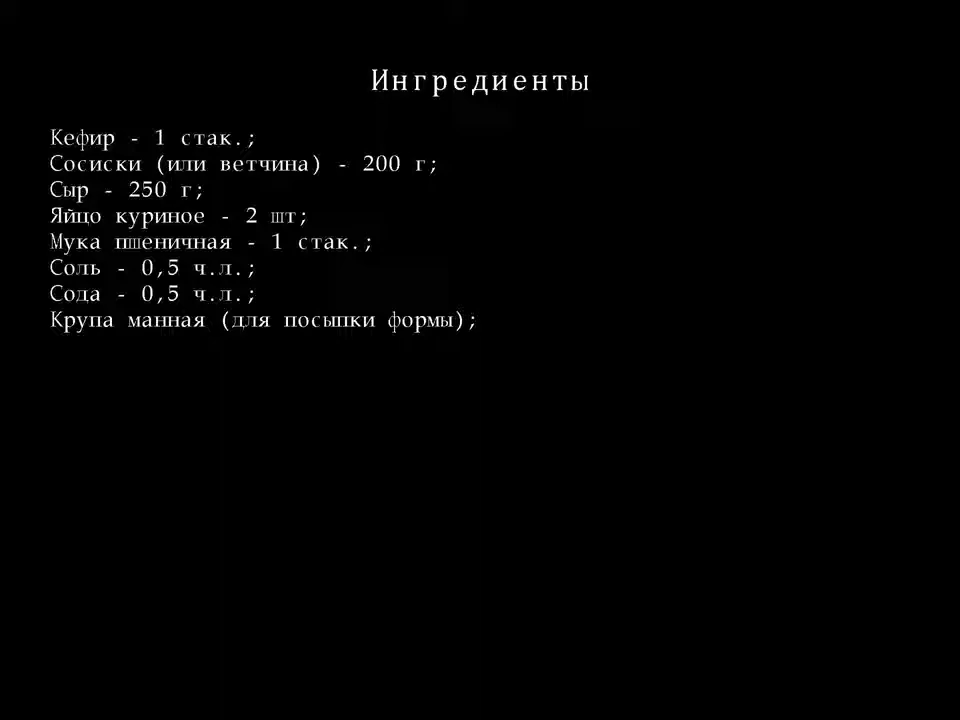 Ингредиенты
Кефир - 1 стак.;
Сосиски (или ветчина) - 200 г;
Сыр - 250 г;
Яйцо куриное - 2 шт;
Мука пшеничная - 1 стак.;
Соль - 0,5 ч.л.;
Сода - 0,5 ч.л.;
Крупа манная (для посыпки формы);